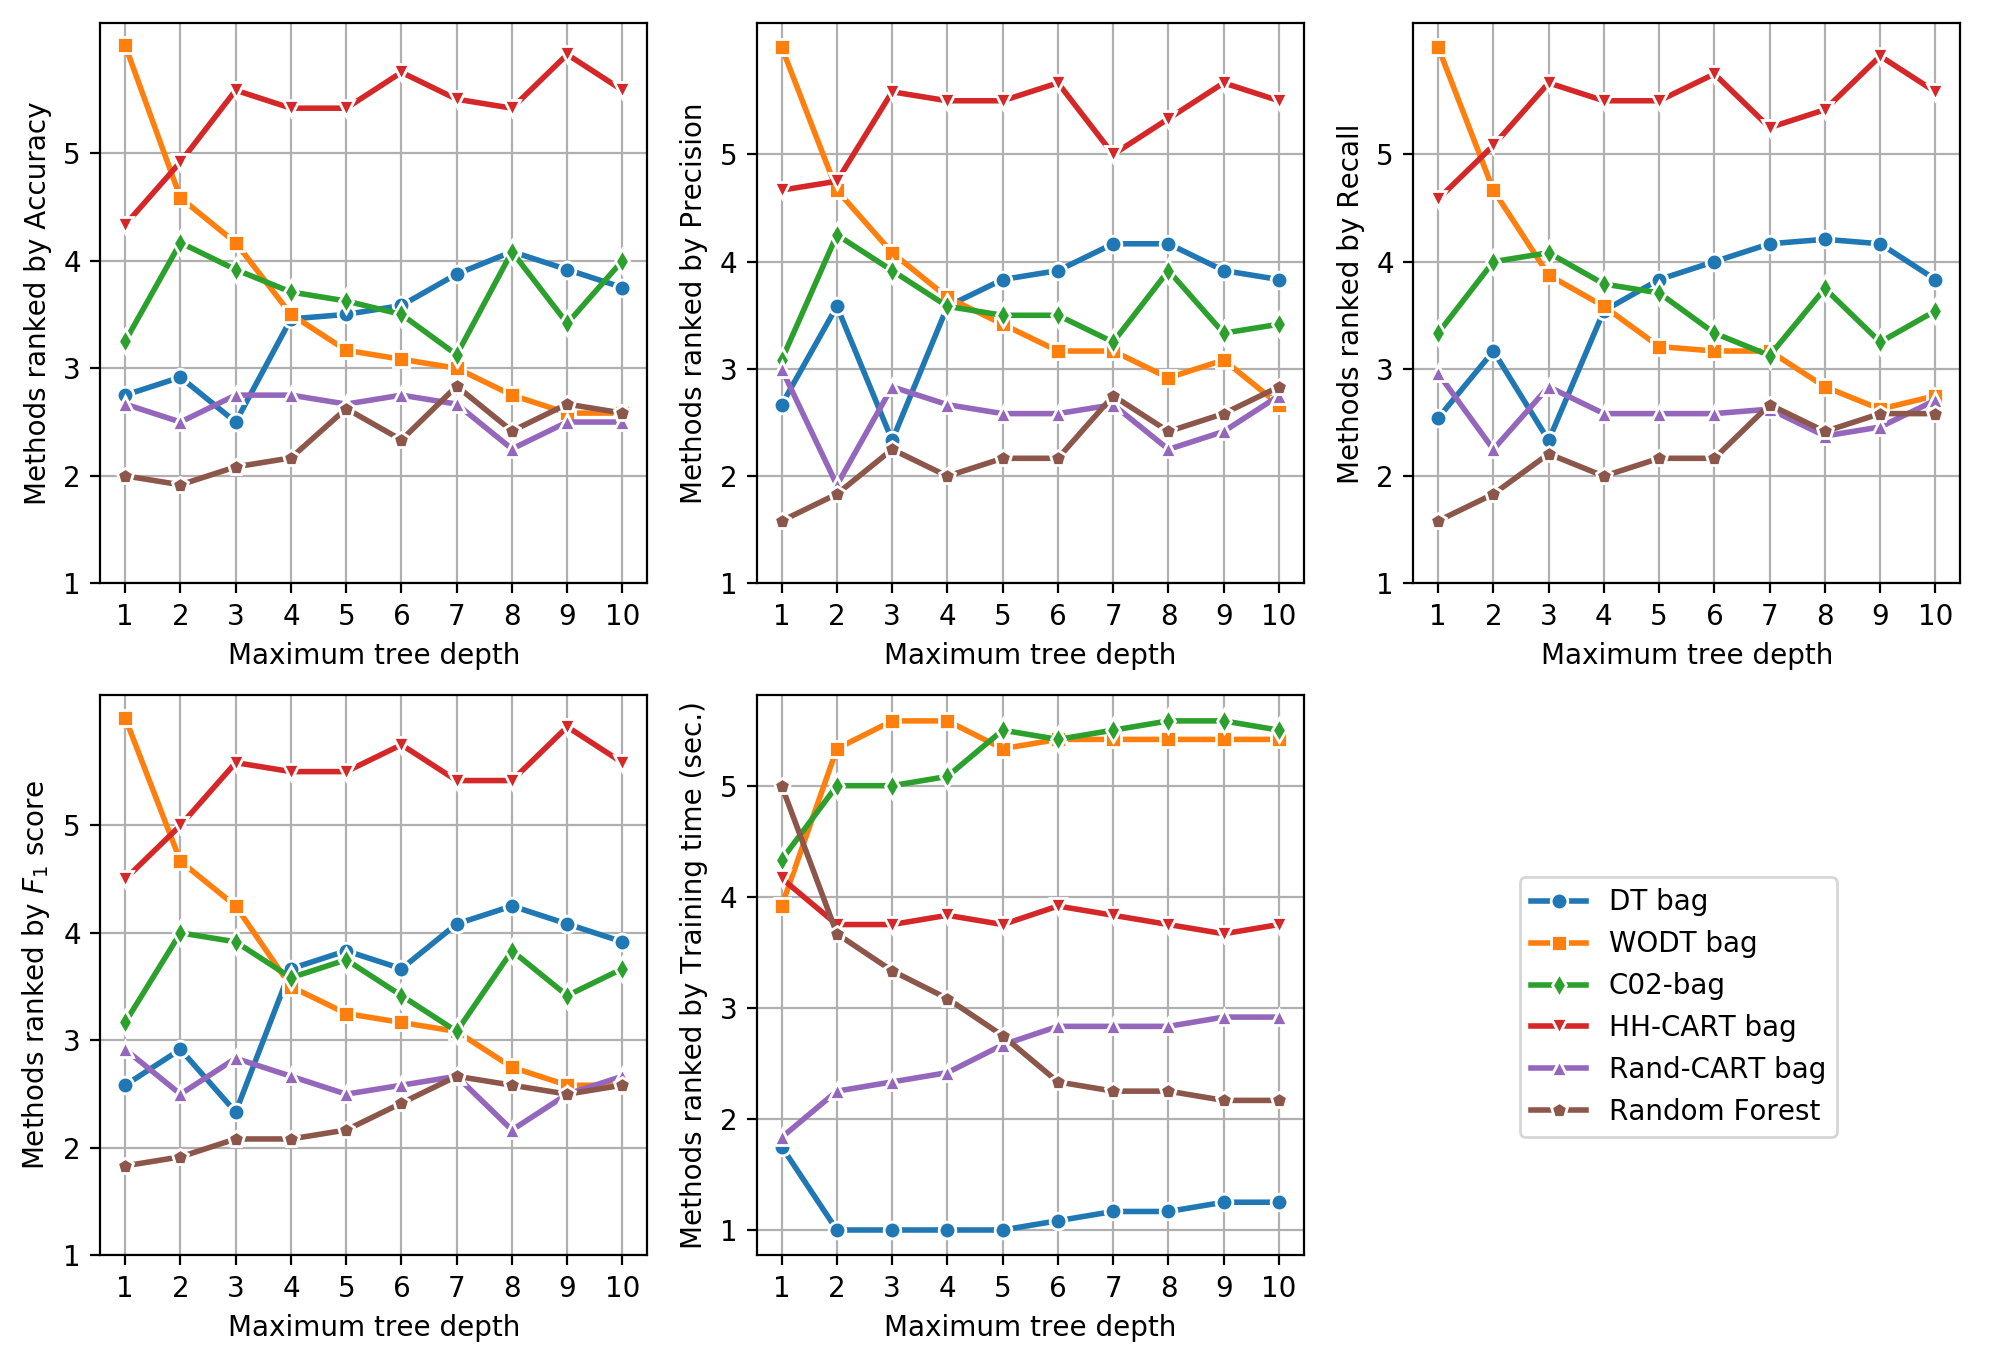 Methods ranked by Accuracy
5
4
3
2
1
1 2 3 4 5 6 7 8 9 10
Maximum tree depth
Methods ranked by Precision
5
4
3
2
1
1 2 3 4 5 6 7 8 9 10
Maximum tree depth
Methods ranked by Recall
5
4
3
2
1
1 2 3 4 5 6 7 8 9 10
Maximum tree depth
Methods ranked by F₁ score
5
4
3
2
1
1 2 3 4 5 6 7 8 9 10
Maximum tree depth
Methods ranked by Training time (sec.)
5
4
3
2
1
1 2 3 4 5 6 7 8 9 10
Maximum tree depth
DT bag
WODT bag
C02-bag
HH-CART bag
Rand-CART bag
Random Forest